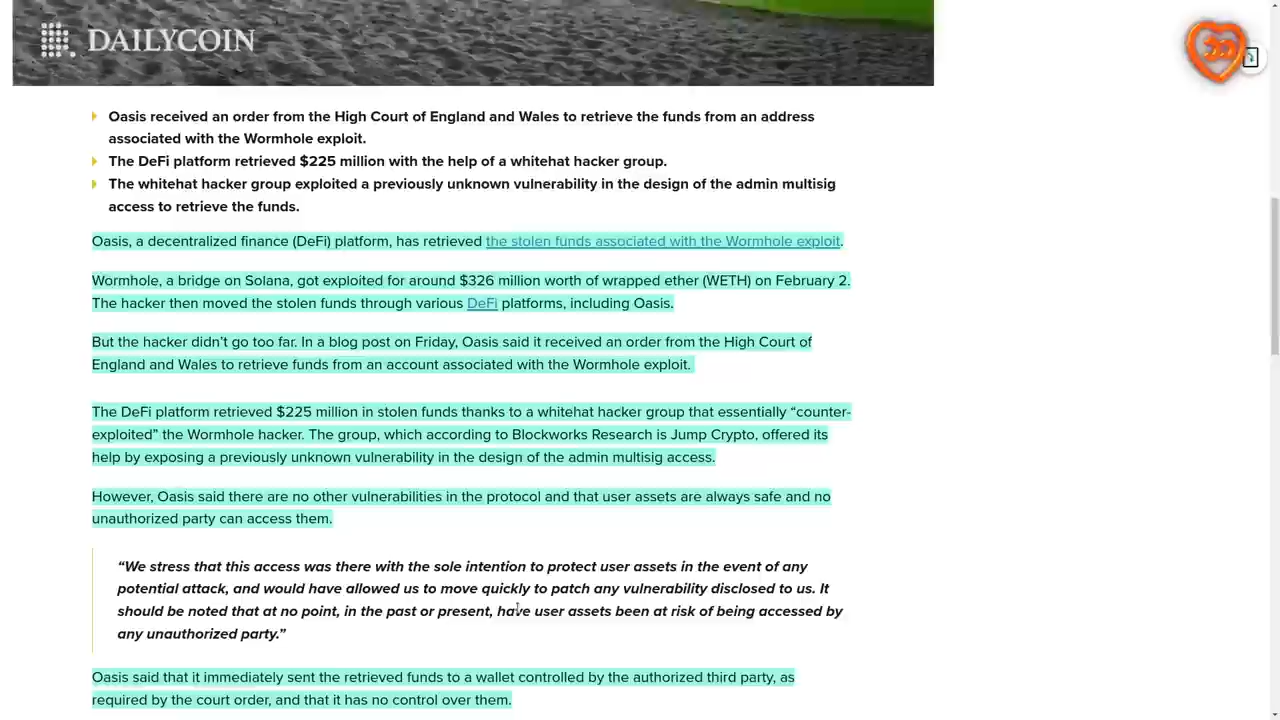 DAILYCOIN
Oasis received an order from the High Court of England and Wales to retrieve the funds from an address
associated with the Wormhole exploit.
The DeFi platform retrieved $225 million with the help of a whitehat hacker group.
The whitehat hacker group exploited a previously unknown vulnerability in the design of the admin multisig
access to retrieve the funds.
Oasis, a decentralized finance (DeFi) platform, has retrieved the stolen funds associated with the Wormhole exploit.
Wormhole, a bridge on Solana, got exploited for around $326 million worth of wrapped ether (WETH) on February 2.
The hacker then moved the stolen funds through various DeFi platforms, including Oasis.
But the hacker didn’t go too far. In a blog post on Friday, Oasis said it received an order from the High Court of
England and Wales to retrieve funds from an account associated with the Wormhole exploit.
The DeFi platform retrieved $225 million in stolen funds thanks to a whitehat hacker group that essentially “counter-
exploited” the Wormhole hacker. The group, which according to Blockworks Research is Jump Crypto, offered its
help by exposing a previously unknown vulnerability in the design of the admin multisig access.
However, Oasis said there are no other vulnerabilities in the protocol and that user assets are always safe and no
unauthorized party can access them.
“We stress that this access was there with the sole intention to protect user assets in the event of any
potential attack, and would have allowed us to move quickly to patch any vulnerability disclosed to us. It
should be noted that at no point, in the past or present, have user assets been at risk of being accessed by
any unauthorized party.”
Oasis said that it immediately sent the retrieved funds to a wallet controlled by the authorized third party, as
required by the court order, and that it has no control over them.